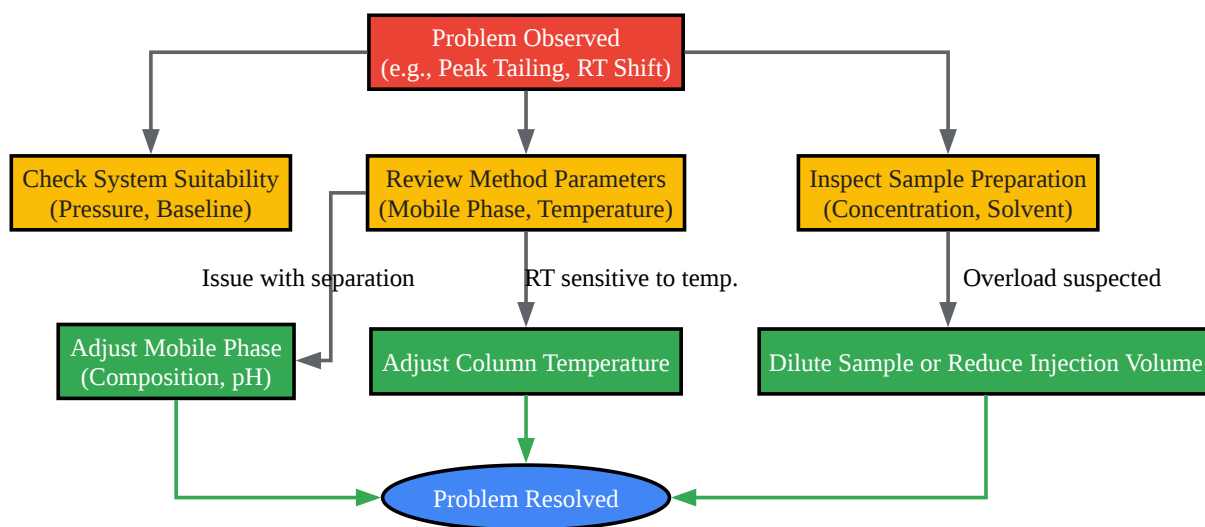 Problem Observed
(e.g., Peak Tailing, RT Shift)
Check System Suitability
(Pressure, Baseline)
Review Method Parameters
(Mobile Phase, Temperature)
Inspect Sample Preparation
(Concentration, Solvent)
Issue with separation
RT sensitive to temp.
Overload suspected
Adjust Mobile Phase
(Composition, pH)
Adjust Column Temperature
Dilute Sample or Reduce Injection Volume
Problem Resolved